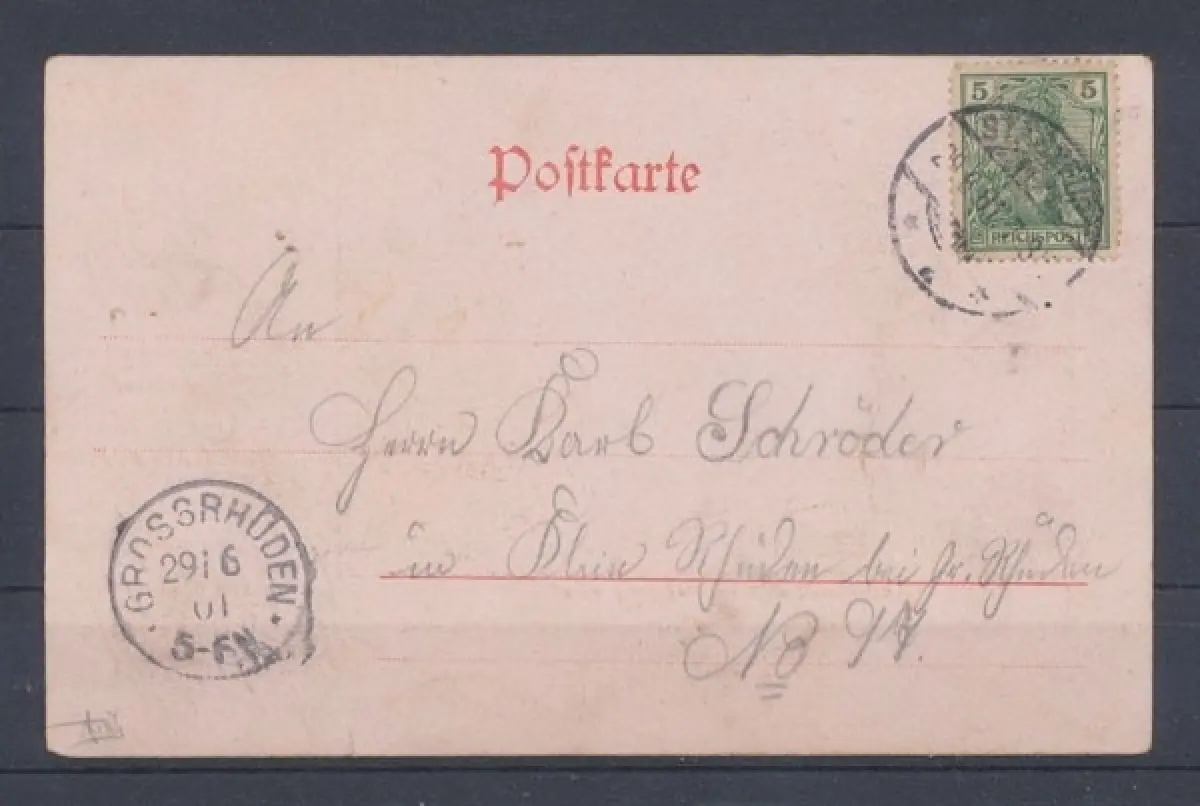 5 5
REICHSPOST
Postkarte
An
Herrn Karl Schröder
in Klein Rhüden bei Gr. Rhüden
No
GROSSRHÜDEN
29 6
01
5-6N